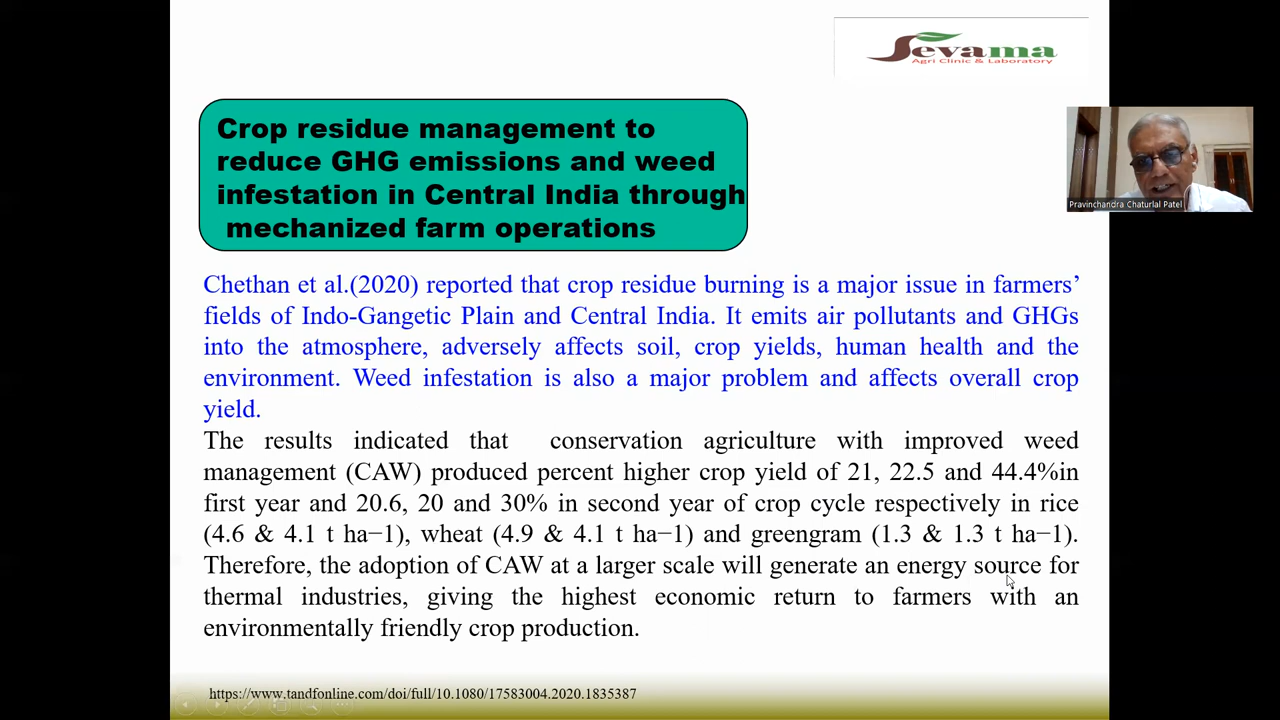 Sevama
Agri Clinic & Laboratory
Crop residue management to
reduce GHG emissions and weed
infestation in Central India through
mechanized farm operations
Pravinchandra Chaturlal Patel
Chethan et al.(2020) reported that crop residue burning is a major issue in farmers’
fields of Indo-Gangetic Plain and Central India. It emits air pollutants and GHGs
into the atmosphere, adversely affects soil, crop yields, human health and the
environment. Weed infestation is also a major problem and affects overall crop
yield.
The results indicated that conservation agriculture with improved weed
management (CAW) produced percent higher crop yield of 21, 22.5 and 44.4%in
first year and 20.6, 20 and 30% in second year of crop cycle respectively in rice
(4.6 & 4.1 t ha−1), wheat (4.9 & 4.1 t ha−1) and greengram (1.3 & 1.3 t ha−1).
Therefore, the adoption of CAW at a larger scale will generate an energy source for
thermal industries, giving the highest economic return to farmers with an
environmentally friendly crop production.
https://www.tandfonline.com/doi/full/10.1080/17583004.2020.1835387